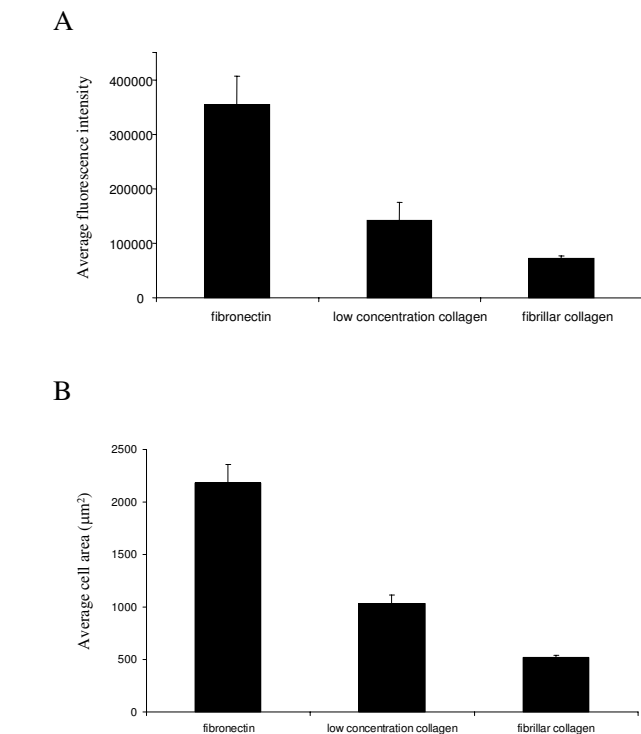 A
Average fluorescence intensity
400000
300000
200000
100000
0
fibronectin low concentration collagen fibrillar collagen
B
Average cell area (μm²)
2500
2000
1500
1000
500
0
fibronectin low concentration collagen fibrillar collagen